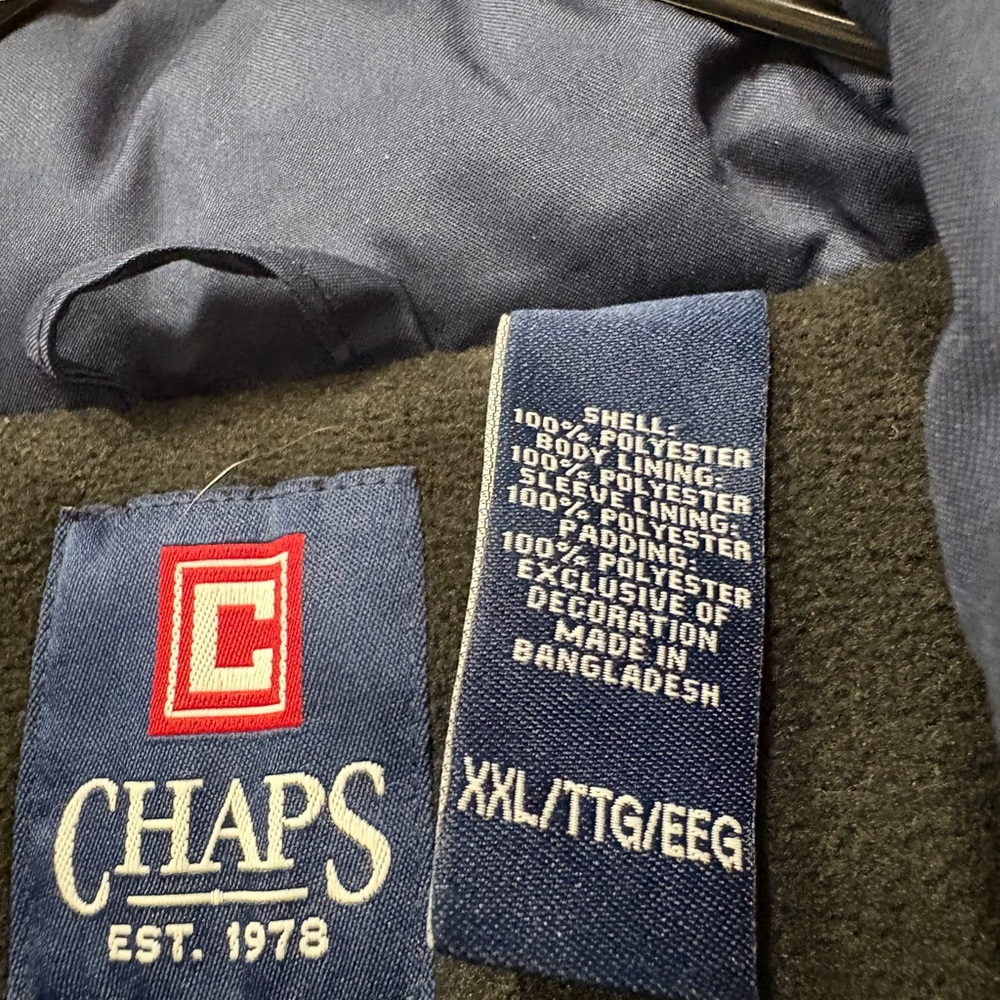 C
CHAPS
EST. 1978
SHELL:
100% POLYESTER
BODY LINING:
100% POLYESTER
SLEEVE LINING:
100% POLYESTER
PADDING:
100% POLYESTER
EXCLUSIVE OF
DECORATION
MADE IN
BANGLADESH
XXL/TTG/EEG